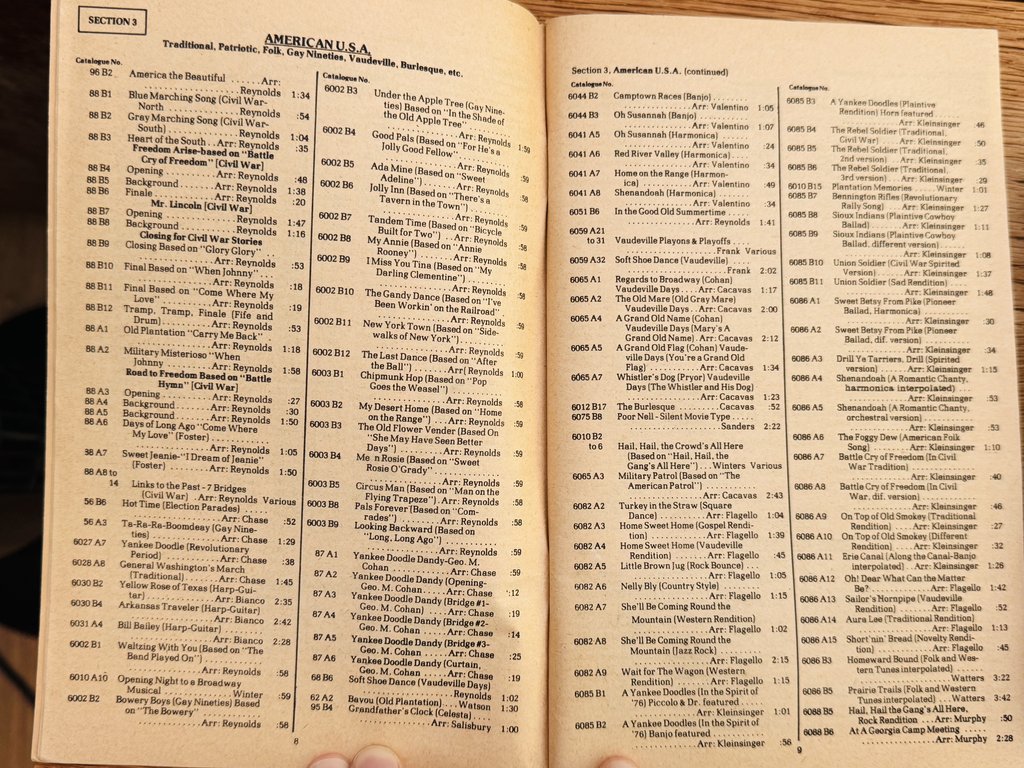 SECTION 3
AMERICAN U.S.A.
Traditional, Patriotic, Folk, Gay Nineties, Vaudeville, Burlesque, etc.
Catalogue No.
96 B2 America the Beautiful ......Arr:
........Reynolds 1:34
88 B1 Blue Marching Song (Civil War-
North ........Reynolds :54
88 B2 Gray Marching Song (Civil War-
South) ........Reynolds 1:04
88 B3 Heart of the South ..Arr: Reynolds :35
Freedom Arise-based on "Battle
Cry of Freedom" [Civil War]
88 B4 Opening ........Arr: Reynolds :48
88 B5 Background ........Arr: Reynolds 1:38
88 B6 Finale ........Arr: Reynolds :20
Mr. Lincoln [Civil War]
88 B7 Opening ........Arr: Reynolds 1:47
88 B8 Background ........Arr: Reynolds 1:16
Closing for Civil War Stories
88 B9 Closing Based on "Glory Glory" ..
........Arr: Reynolds :53
88 B10 Final Based on "When Johnny" ...
........Arr: Reynolds :18
88 B11 Final Based on "Come Where My
Love" ........Arr: Reynolds :19
88 B12 Tramp, Tramp, Finale (Fife and
Drum) ........Arr: Reynolds :53
88 A1 Old Plantation "Carry Me Back"
........Arr: Reynolds 1:18
88 A2 Military Misterioso "When
Johnny ........Arr: Reynolds 1:58
Road to Freedom Based on "Battle
Hymn" [Civil War]
88 A3 Opening ........Arr: Reynolds :27
88 A4 Background ........Arr: Reynolds :30
88 A5 Background ........Arr: Reynolds 1:50
88 A6 Days of Long Ago "Come Where
My Love" (Foster) ........
........Arr: Reynolds 1:05
38 A7 Sweet Jeanie-"I Dream of Jeanie"
(Foster) ........Arr: Reynolds 1:50
88 A8 to
14 Links to the Past - 7 Bridges
(Civil War) ..Arr: Reynolds Various
56 B6 Hot Time (Election Parades) .....
........Arr: Chase :52
56 A3 Ta-Ra-Ra-Boomdeay (Gay Nine-
ties) ........Arr: Chase 1:29
6027 A7 Yankee Doodle (Revolutionary
Period) ........Arr: Chase :38
6028 A8 General Washington's March
(Traditional) ........Arr: Chase 1:45
6030 B2 Yellow Rose of Texas (Harp-Gui-
tar) ........Arr: Bianco 2:35
6030 B4 Arkansas Traveler (Harp-Guitar)
........Arr: Bianco 2:42
6031 A4 Bill Bailey (Harp-Guitar) ........
........Arr: Bianco 2:28
6002 B1 Waltzing With You (Based on "The
Band Played On") ........
........Arr: Reynolds :58
6010 A10 Opening Night to e Broadway
Musical ........Winter :59
6002 B2 Bowery Boys (Gay Nineties) Based
on "The Bowery" ........
........Arr: Reynolds :58
Catalogue No.
6002 B3 Under the Apple Tree (Gay Nine-
ties) Based on "In the Shade of
the Old Apple Tree" ........
........Arr: Reynolds 1:59
6002 B4 Good Pals (Based on "For He's a
Jolly Good Fellow" ........
........Arr: Reynolds :59
6002 B5 Ada Mine (Based on "Sweet
Adeline") ........Arr: Reynolds :58
6002 B6 Jolly Inn (Based on "There's a
Tavern in the Town") ........
........Arr: Reynolds :58
6002 B7 Tandem Time (Based on "Bicycle
Built for Two") ...Arr: Reynolds :58
6002 B8 My Annie (Based on "Annie
Rooney") ........Arr: Reynolds :58
6002 B9 I Miss You Tina (Based on "My
Darling Clementine") ........
........Arr: Reynolds :58
6002 B10 The Gandy Dance (Based on "I've
Been Workin' on the Railroad"
........Arr: Reynolds :59
6002 B11 New York Town (Based on "Side-
walks of New York") ........
........Arr: Reynolds :58
6002 B12 The Last Dance (Based on "After
the Ball") ........Arr[ Reynolds 1:00
6003 B1 Chipmunk Hop (Based on "Pop
Goes the Weasel") ........
........Arr: Reynolds :58
6003 B2 My Desert Home (Based on "Home
on the Range") ....Arr: Reynolds :59
6003 B3 The Old Flower Vender (Based On
"She May Have Seen Better
Days") ........Arr: Reynolds :59
6003 B4 Me n Rosie (Based on "Sweet
Rosie O'Grady" ........
........Arr: Reynolds :58
6003 B5 Circus Man (Based on "Man on the
Flying Trapeze") ..Arr: Reynolds :58
6003 B8 Pals Forever (Based on "Com-
rades") ........Arr: Reynolds :58
6003 B9 Looking Backward (Based on
"Long, Long Ago") ........
........Arr: Reynolds :59
87 A1 Yankee Doodle Dandy-Geo. M.
Cohan ........Arr: Chase :59
87 A2 Yankee Doodle Dandy (Opening-
Geo. M. Cohan .....Arr: Chase :12
87 A3 Yankee Doodle Dandy (Bridge #1-
Geo. M. Cohan) ....Arr: Chase :19
87 A4 Yankee Doodle Dandy (Bridge #2-
Geo. M. Cohan ....Arr: Chase :14
87 A5 Yankee Doodle Dandy (Bridge #3-
Geo. M. Cohan ....Arr: Chase :25
87 A6 Yankee Doodle Dandy (Curtain,
Geo. M. Cohan ....Arr: Chase :19
68 B6 Soft Shoe Dance (Vaudeville Days)
........Reynolds 1:02
62 A2 Bayou (Old Plantation) ....Watson 1:30
95 B4 Grandfather's Clock (Celesta) ....
........Arr: Salisbury 1:00
8
Section 3, American U.S.A. (continued)
Catalogue No.
6044 B2 Camptown Races (Banjo) ........
........Arr: Valentino 1:05
6044 B3 Oh Susannah (Banjo) ........
........Arr: Valentino 1:07
6041 A5 Oh Susannah (Harmonica) ........
........Arr: Valentino :24
6041 A6 Red River Valley (Harmonica) ....
........Arr: Valentino :34
6041 A7 Home on the Range (Harmon-
ica) ........Arr: Valentino :49
6041 A8 Shenandoah (Harmonica) ........
........Arr: Valentino :34
6051 B6 In the Good Old Summertime ....
........Arr: Reynolds 1:41
6059 A21
to 31 Vaudeville Playons & Playoffs ....
........Frank Various
6059 A32 Soft Shoe Dance (Vaudeville)
........Frank 2:02
6065 A1 Regards to Broadway (Cohan)
Vaudeville Days ...Arr: Cacavas 1:17
6065 A2 The Old Mare (Old Gray Mare)
Vaudeville Days ...Arr: Cacavas 2:00
6065 A4 A Grand Old Name (Cohan)
Vaudeville Days (Mary's A
Grand Old Name) . Arr: Cacavas 2:12
6065 A5 A Grand Old Flag (Cohan) Vaude-
ville Days (You're a Grand Old
Flag) ........Arr: Cacavas 1:34
6065 A7 Whistler's Dog (Pryor) Vaudeville
Days (The Whistler and His Dog)
........Arr: Cacavas 1:23
6012 B17 The Burlesque ........Cacavas :52
6075 B8 Poor Nell - Silent Movie Type ....
........Sanders 2:22
6010 B2
to 6 Hail, Hail, the Crowd's All Here
(Based on "Hail, Hail, the
Gang's All Here") ...Winters Various
6065 A3 Military Patrol (Based on "The
American Patrol") ........
........Arr: Cacavas 2:43
6082 A2 Turkey in the Straw (Square
Dance) ........Arr: Flagello 1:04
6082 A3 Home Sweet Home (Gospel Rendi-
tion) ........Arr: Flagello 1:39
6082 A4 Home Sweet Home (Vaudeville
Rendition) ........Arr: Flagello :45
6082 A5 Little Brown Jug (Rock Bounce) ...
........Arr: Flagello 1:05
6082 A6 Nelly Bly (Country Style) ........
........Arr: Flagello 1:15
6082 A7 She'll Be Coming Round the
Mountain (Western Rendition)
........Arr: Flagello 1:02
6082 A8 She'll Be Coming Round the
Mountain (Jazz Rock) ........
........Arr: Flagello 2:15
6082 A9 Wait for The Wagon (Western
Rendition) ........Arr: Flagello 1:15
6085 B1 A Yankee Doodles (In the Spirit of
'76) Piccolo & Dr. featured .....
........Arr: Kleinsinger 1:01
6085 B2 A Yankee Doodles (In the Spirit of
'76) Banjo featured ........
........Arr: Kleinsinger :56
Catalogue No.
6085 B3 A Yankee Doodles (Plaintive
Rendition) Horn featured ........
........Arr: Kleinsinger :46
6085 B4 The Rebel Soldier (Traditional,
Civil War) .....Arr: Kleinsinger :50
6085 B5 The Rebel Soldier (Traditional,
2nd version) ....Arr: Kleinsinger :35
6085 B6 The Rebel Soldier (Traditional,
3rd version) ....Arr: Kleinsinger :29
6010 B15 Plantation Memories .....Winter 1:01
6085 B7 Bennington Rifles (Revolutionary
Rally Song) .....Arr: Kleinsinger 1:27
6085 B8 Sioux Indians (Plaintive Cowboy
Ballad) ........Arr: Kleinsinger 1:11
6085 B9 Sioux Indians (Plaintive Cowboy
Ballad, different version) ........
........Arr: Kleinsinger 1:08
6085 B10 Union Soldier (Civil War Spirited
Version) ........Arr: Kleinsinger 1:37
6085 B11 Union Soldier (Sad Rendition) ....
........Arr: Kleinsinger 1:48
6086 A1 Sweet Betsy From Pike (Pioneer
Ballad, Harmonica) ........
........Arr: Kleinsinger :30
6086 A2 Sweet Betsy From Pike (Pioneer
Ballad, dif. version) ........
........Arr: Kleinsinger :34
6086 A3 Drill Ye Tarriers, Drill (Spirited
version) ........Arr: Kleinsinger 1:15
6086 A4 Shenandoah (A Romantic Chanty,
harmonica interpolated) ........
........Arr: Kleinsinger :53
6086 A5 Shenandoah (A Romantic Chanty,
orchestral version) ........
........Arr: Kleinsinger :53
6086 A6 The Foggy Dew (American Folk
Song) ........Arr: Kleinsinger 1:10
6086 A7 Battle Cry of Freedom (In Civil
War Tradition) ........
........Arr: Kleinsinger :40
6086 A8 Battle Cry of Freedom (In Civil
War, dif. version) ........
........Arr: Kleinsinger :46
6086 A9 On Top of Old Smokey (Traditional
Rendition) ......Arr: Kleinsinger :27
6086 A10 On Top of Old Smokey (Different
Rendition) ......Arr: Kleinsinger :32
6086 A11 Erie Canal (Along the Canal-Banjo
interpolated) ...Arr: Kleinsinger 1:26
6086 A12 Oh! Dear What Can the Matter
Be? ........Arr: Flagello 1:42
6086 A13 Sailor's Hornpipe (Vaudeville
Rendition) ........Arr: Flagello :52
6086 A14 Aura Lee (Traditional Rendition)
........Arr: Flagello 1:13
6086 A15 Short'nin' Bread (Novelty Rendi-
tion) ........Arr: Flagello :45
6086 B3 Homeward Bound (Folk and Wes-
tern Tunes interpolated) ........
........Watters 3:22
6086 B5 Prairie Trails (Folk and Western
Tunes interpolated) ..Watters 3:42
6088 B5 Hail, Hail the Gang's All Here,
Rock Rendition ...Arr: Murphy :50
6088 B6 At A Georgia Camp Meeting ......
........Arr: Murphy 2:28
9